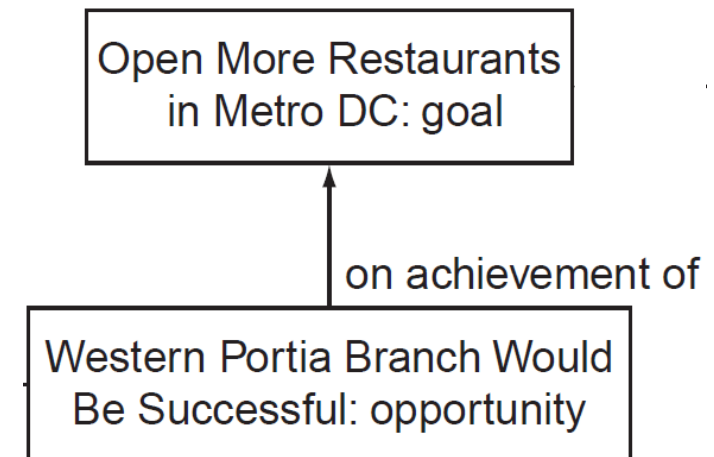 Open More Restaurants
in Metro DC: goal
on achievement of
Western Portia Branch Would
Be Successful: opportunity